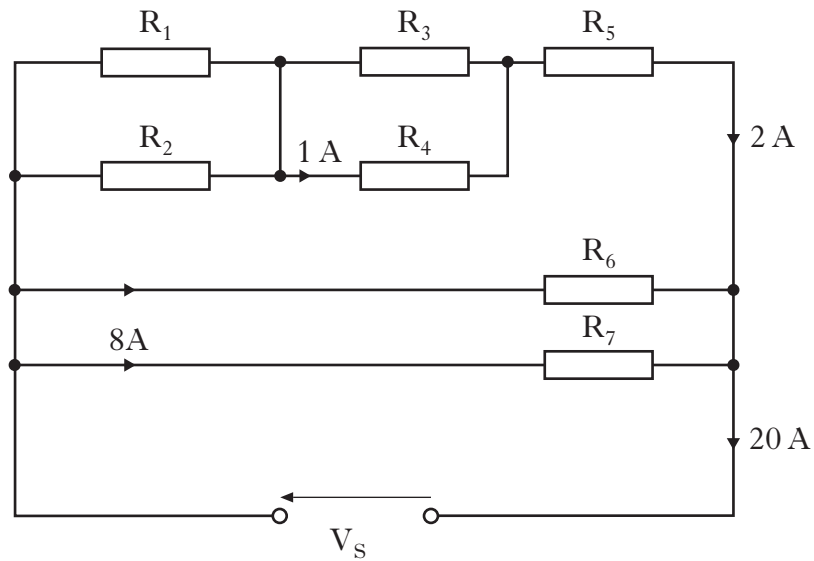 R₁ R₃ R₅
R₂ 1 A R₄ 2 A
R₆
8A R₇
20 A
Vₛ